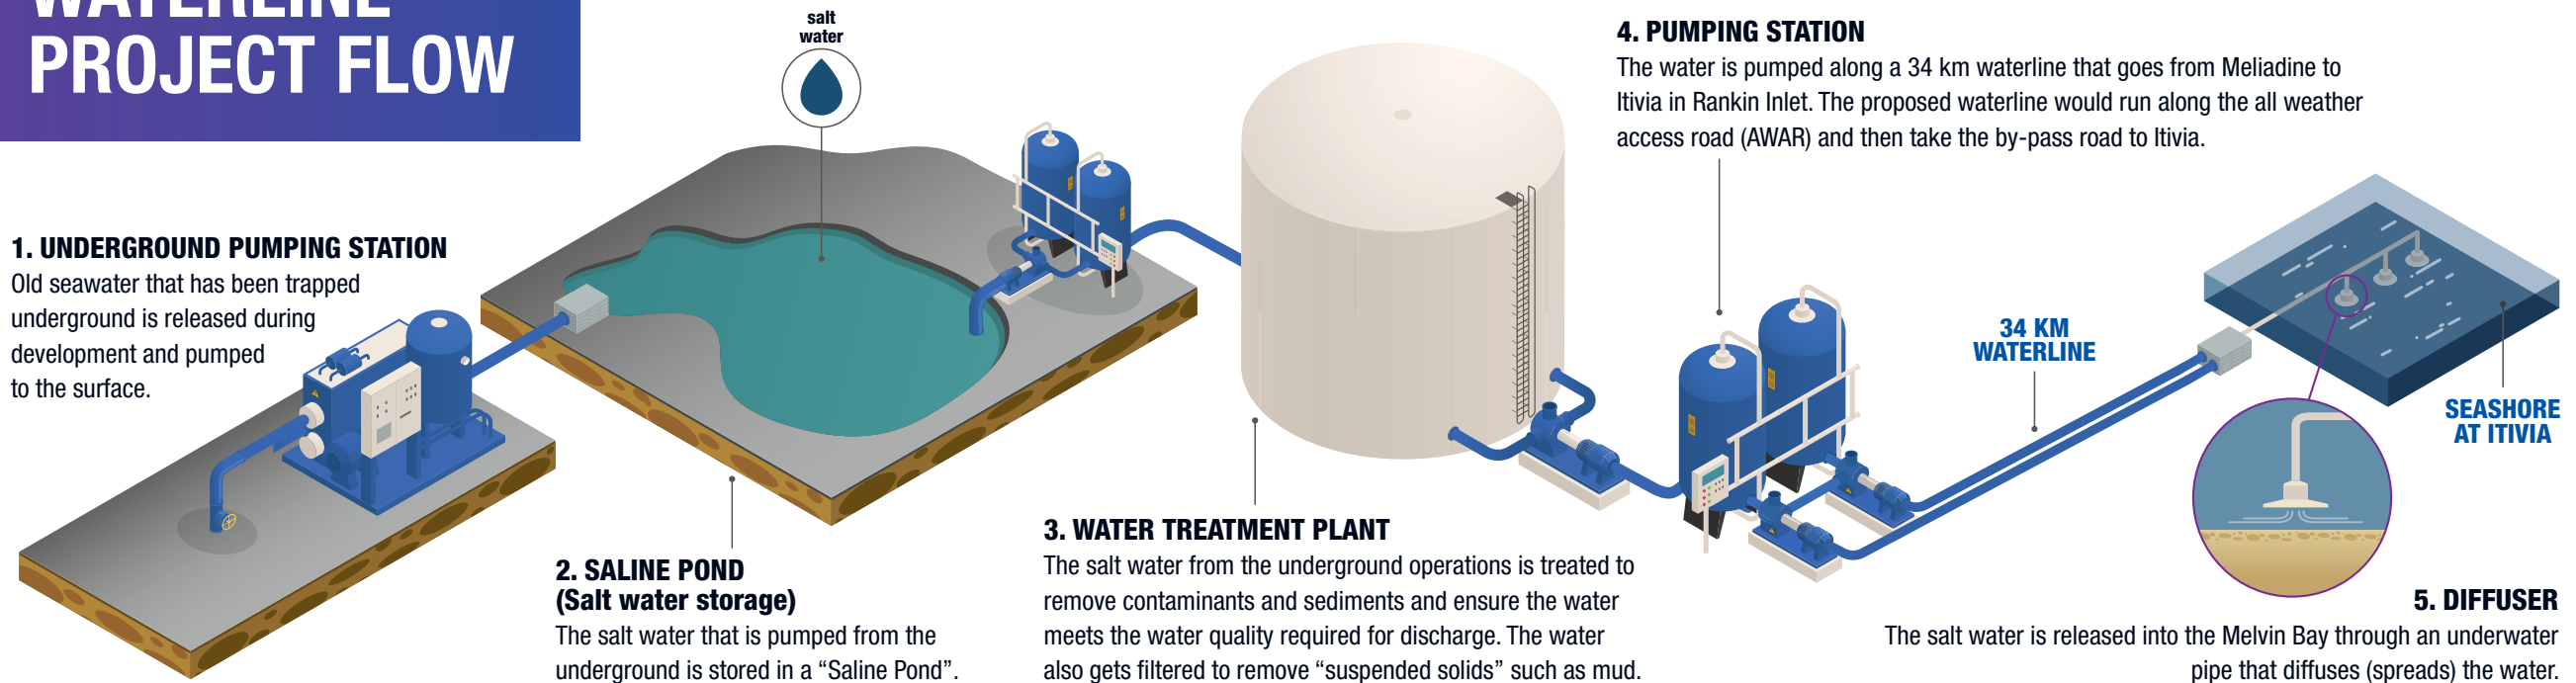 WATERLINE
PROJECT FLOW
salt
water
1. UNDERGROUND PUMPING STATION
Old seawater that has been trapped
underground is released during
development and pumped
to the surface.
2. SALINE POND
(Salt water storage)
The salt water that is pumped from the
underground is stored in a “Saline Pond”.
3. WATER TREATMENT PLANT
The salt water from the underground operations is treated to
remove contaminants and sediments and ensure the water
meets the water quality required for discharge. The water
also gets filtered to remove “suspended solids” such as mud.
4. PUMPING STATION
The water is pumped along a 34 km waterline that goes from Meliadine to
Itivia in Rankin Inlet. The proposed waterline would run along the all weather
access road (AWAR) and then take the by-pass road to Itivia.
34 KM
WATERLINE
SEASHORE
AT ITIVIA
5. DIFFUSER
The salt water is released into the Melvin Bay through an underwater
pipe that diffuses (spreads) the water.